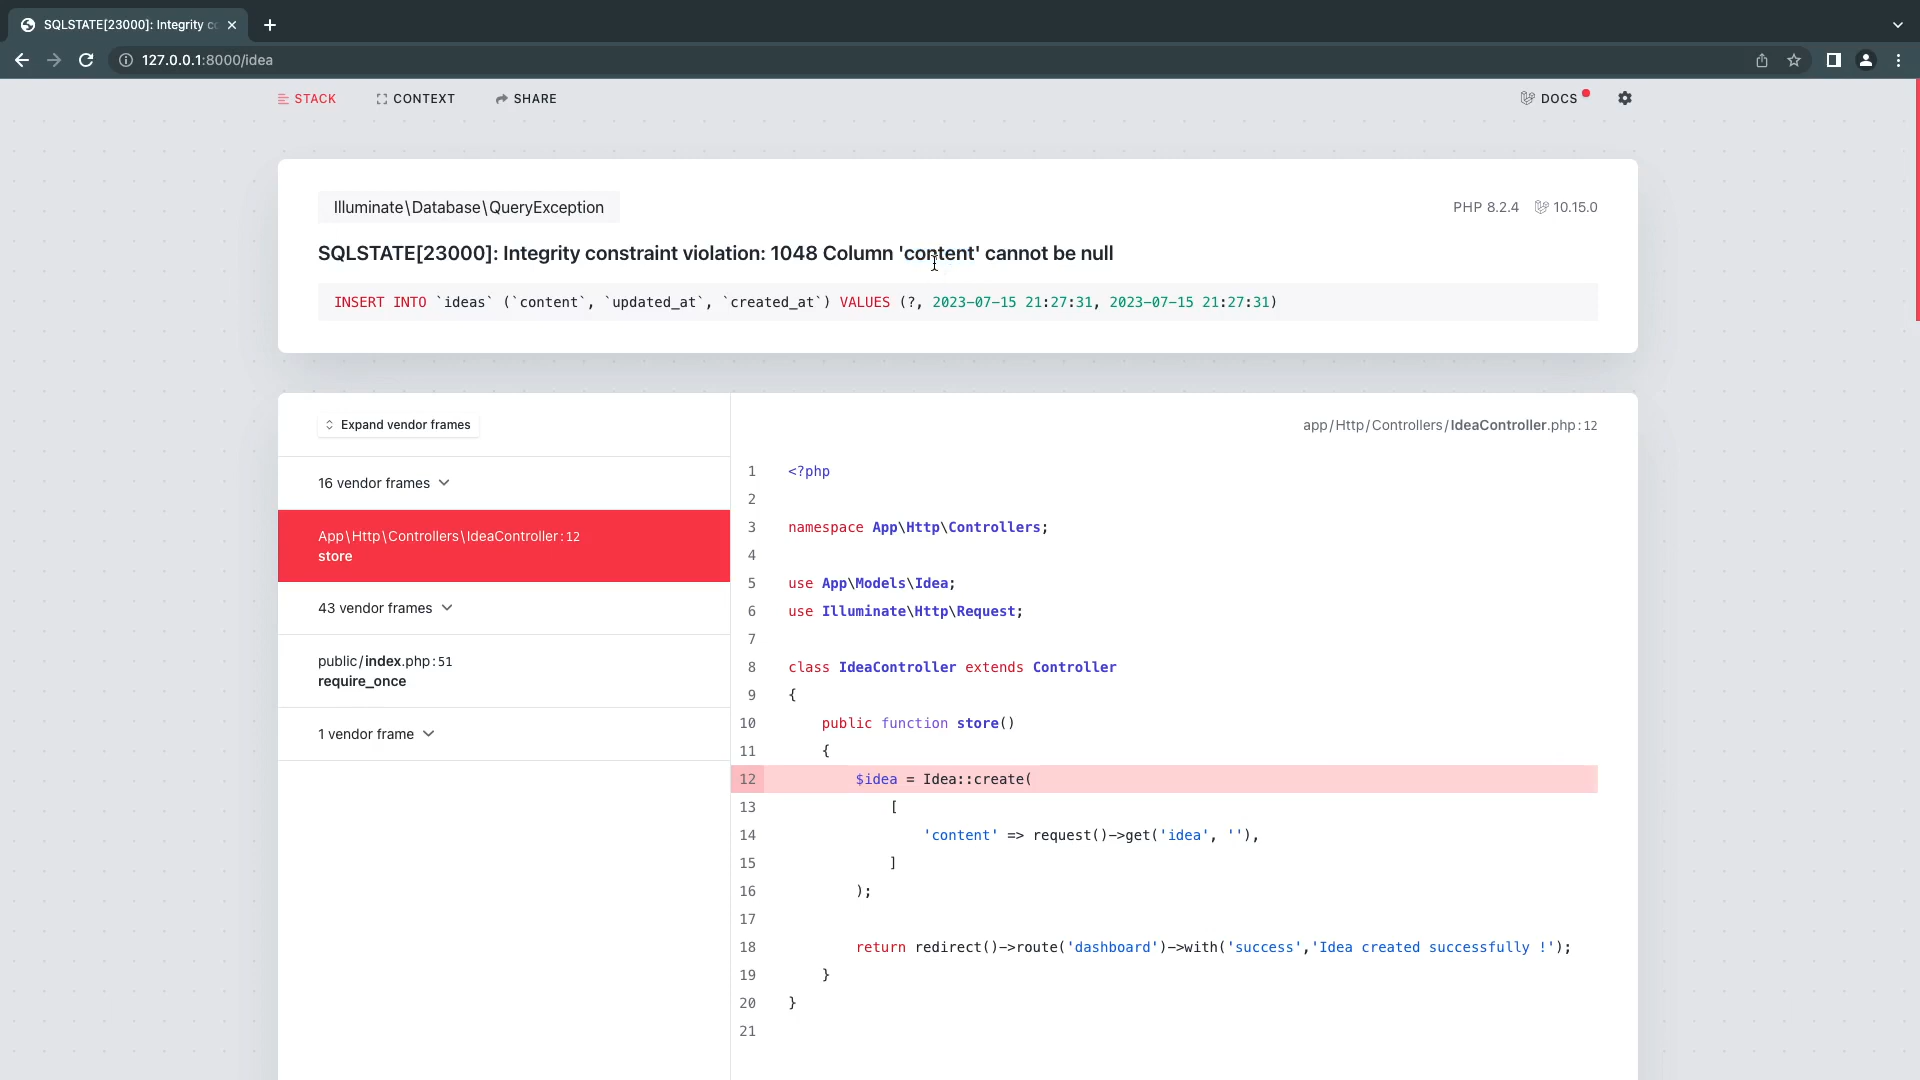 SQLSTATE[23000]: Integrity co
127.0.0.1:8000/idea
STACK
CONTEXT
SHARE
DOCS
Illuminate\Database\QueryException
PHP 8.2.4
10.15.0
SQLSTATE[23000]: Integrity constraint violation: 1048 Column 'content' cannot be null
INSERT INTO `ideas` (`content`, `updated_at`, `created_at`) VALUES (?, 2023-07-15 21:27:31, 2023-07-15 21:27:31)
Expand vendor frames
16 vendor frames
App\Http\Controllers\IdeaController:12
store
43 vendor frames
public/index.php:51
require_once
1 vendor frame
app/Http/Controllers/IdeaController.php:12
1 <?php
2
3 namespace App\Http\Controllers;
4
5 use App\Models\Idea;
6 use Illuminate\Http\Request;
7
8 class IdeaController extends Controller
9 {
10     public function store()
11     {
12         $idea = Idea::create(
13             [
14                 'content' => request()->get('idea', ''),
15             ]
16         );
17
18         return redirect()->route('dashboard')->with('success','Idea created successfully !');
19     }
20 }
21